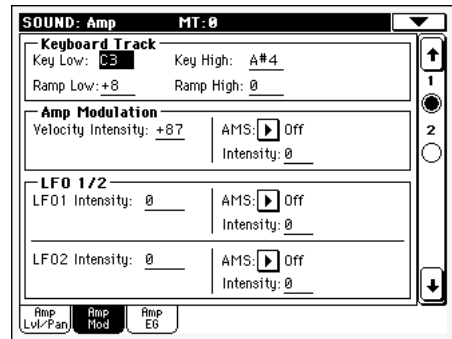 SOUND: Amp MT:0
Keyboard Track
Key Low: C3 Key High: A#4
Ramp Low: +8 Ramp High: 0
1
Amp Modulation
Velocity Intensity: +87 AMS: Off
2
Intensity: 0
LFO 1/2
LFO1 Intensity: 0 AMS: Off
Intensity: 0
LFO2 Intensity: 0 AMS: Off
Intensity: 0
Amp Lvl/Pan
Amp Mod
Amp EG